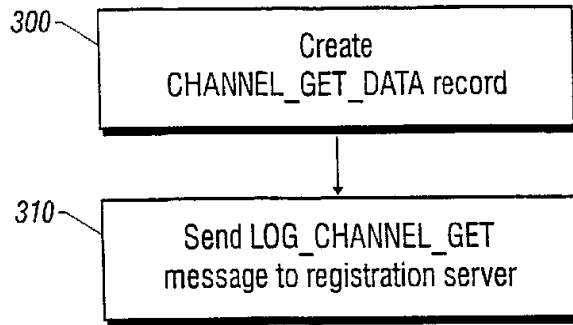 300
Create
CHANNEL_GET_DATA record
310
Send LOG_CHANNEL_GET
message to registration server